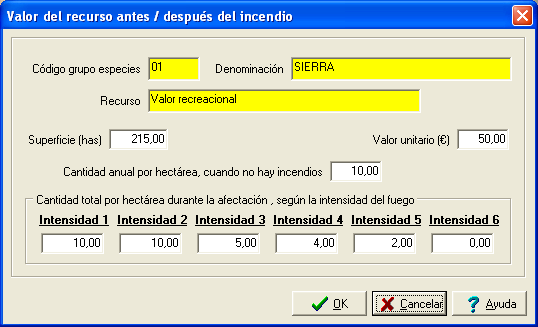 Valor del recurso antes / después del incendio
Código grupo especies 01 Denominación SIERRA
Recurso Valor recreacional
Superficie (has) 215,00 Valor unitario (€) 50,00
Cantidad anual por hectárea, cuando no hay incendios 10,00
Cantidad total por hectárea durante la afectación , según la intensidad del fuego
Intensidad 1 Intensidad 2 Intensidad 3 Intensidad 4 Intensidad 5 Intensidad 6
10,00 10,00 5,00 4,00 2,00 0,00
OK Cancelar ? Ayuda